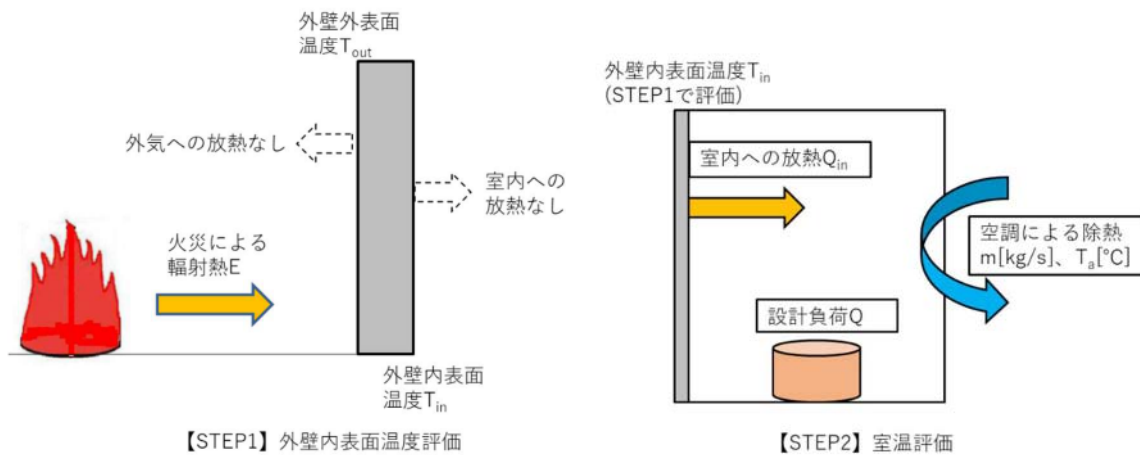 外壁外表面
温度Tout
外気への放熱なし
室内への
放熱なし
火災による
輻射熱E
外壁内表面
温度Tin
【STEP1】外壁内表面温度評価
外壁内表面温度Tin
(STEP1で評価)
室内への放熱Qin
空調による除熱
m[kg/s]、Ta[°C]
設計負荷Q
【STEP2】室温評価